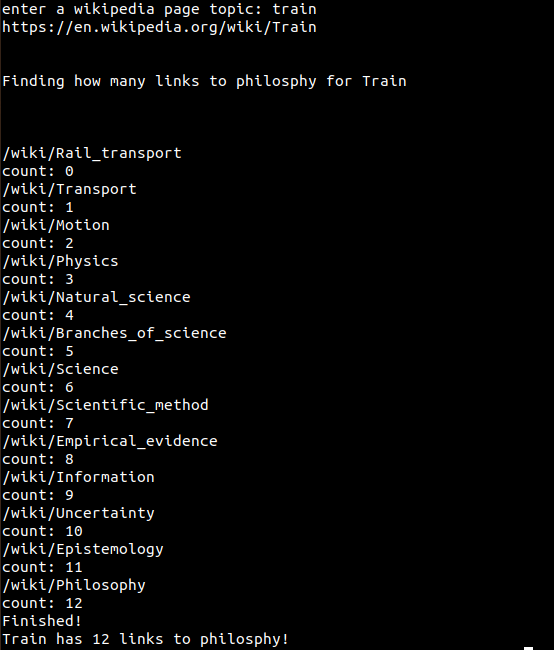 enter a wikipedia page topic: train
https://en.wikipedia.org/wiki/Train
Finding how many links to philosphy for Train
/wiki/Rail_transport
count: 0
/wiki/Transport
count: 1
/wiki/Motion
count: 2
/wiki/Physics
count: 3
/wiki/Natural_science
count: 4
/wiki/Branches_of_science
count: 5
/wiki/Science
count: 6
/wiki/Scientific_method
count: 7
/wiki/Empirical_evidence
count: 8
/wiki/Information
count: 9
/wiki/Uncertainty
count: 10
/wiki/Epistemology
count: 11
/wiki/Philosophy
count: 12
Finished!
Train has 12 links to philosphy!